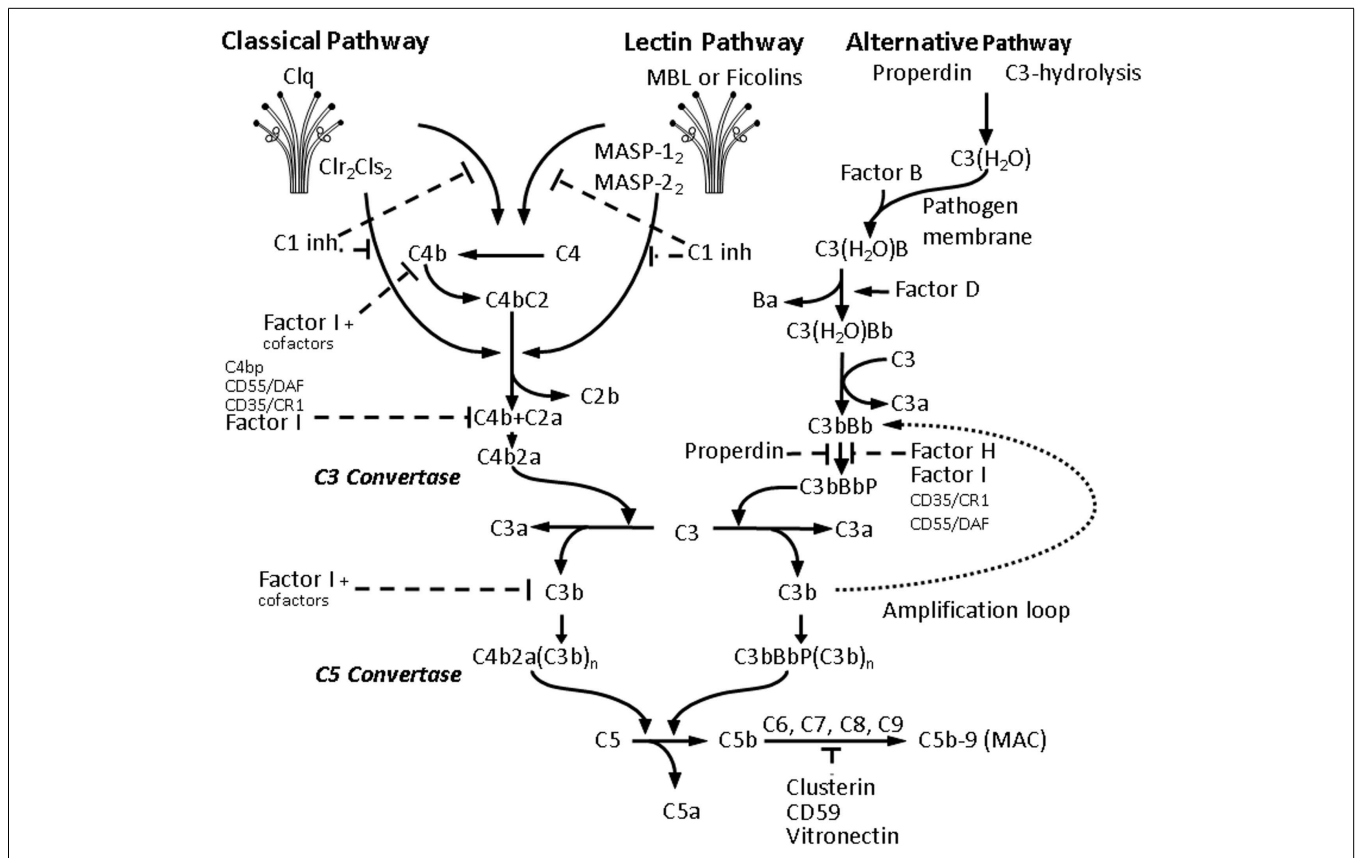 Classical Pathway
Lectin Pathway
Alternative Pathway
Clq
MBL or Ficolins
Properdin
C3-hydrolysis
Clr₂Cls₂
MASP-1₂
MASP-2₂
C3(H₂O)
Factor B
Pathogen
membrane
C1 inh
C4b
C4
C1 inh
C3(H₂O)B
C4bC2
Ba
Factor D
Factor I +
cofactors
C3(H₂O)Bb
C4bp
CD55/DAF
CD35/CR1
Factor I
C2b
C3
C3a
C4b+C2a
C3bBb
C4b2a
C3 Convertase
Properdin
Factor H
Factor I
CD35/CR1
CD55/DAF
C3bBbP
C3a
C3
C3a
Factor I +
cofactors
C3b
C3b
Amplification loop
C4b2a(C3b)ₙ
C3bBbP(C3b)ₙ
C5 Convertase
C5
C5b
C6, C7, C8, C9
C5b-9 (MAC)
C5a
Clusterin
CD59
Vitronectin